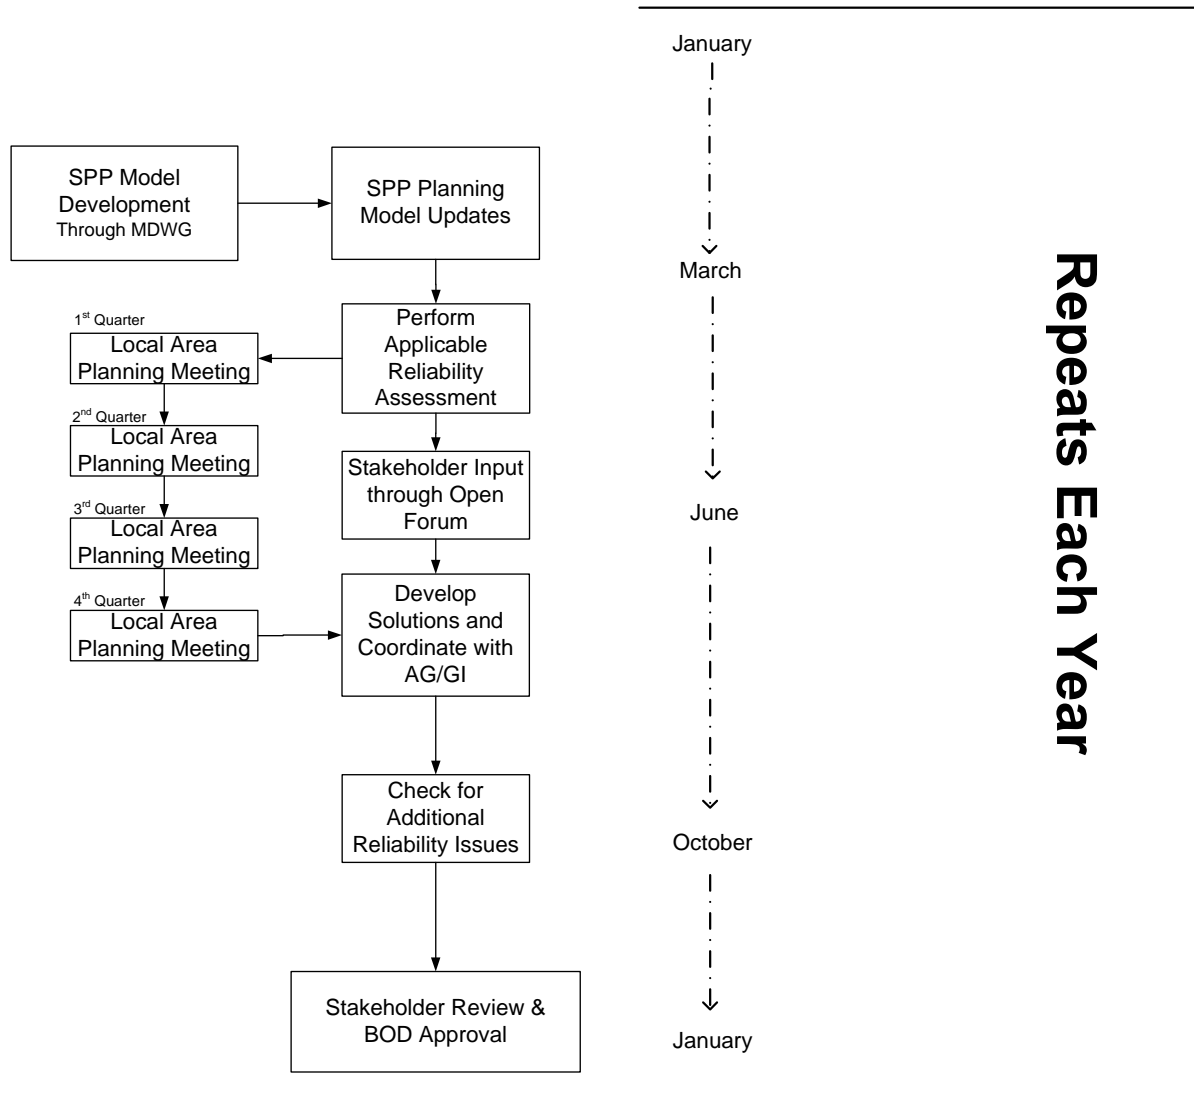 SPP Model
Development
Through MDWG
SPP Planning
Model Updates
Perform
Applicable
Reliability
Assessment
1st Quarter
Local Area
Planning Meeting
2nd Quarter
Local Area
Planning Meeting
3rd Quarter
Local Area
Planning Meeting
4th Quarter
Local Area
Planning Meeting
Stakeholder Input
through Open
Forum
Develop
Solutions and
Coordinate with
AG/GI
Check for
Additional
Reliability Issues
Stakeholder Review &
BOD Approval
January
March
June
October
January
Repeats Each Year